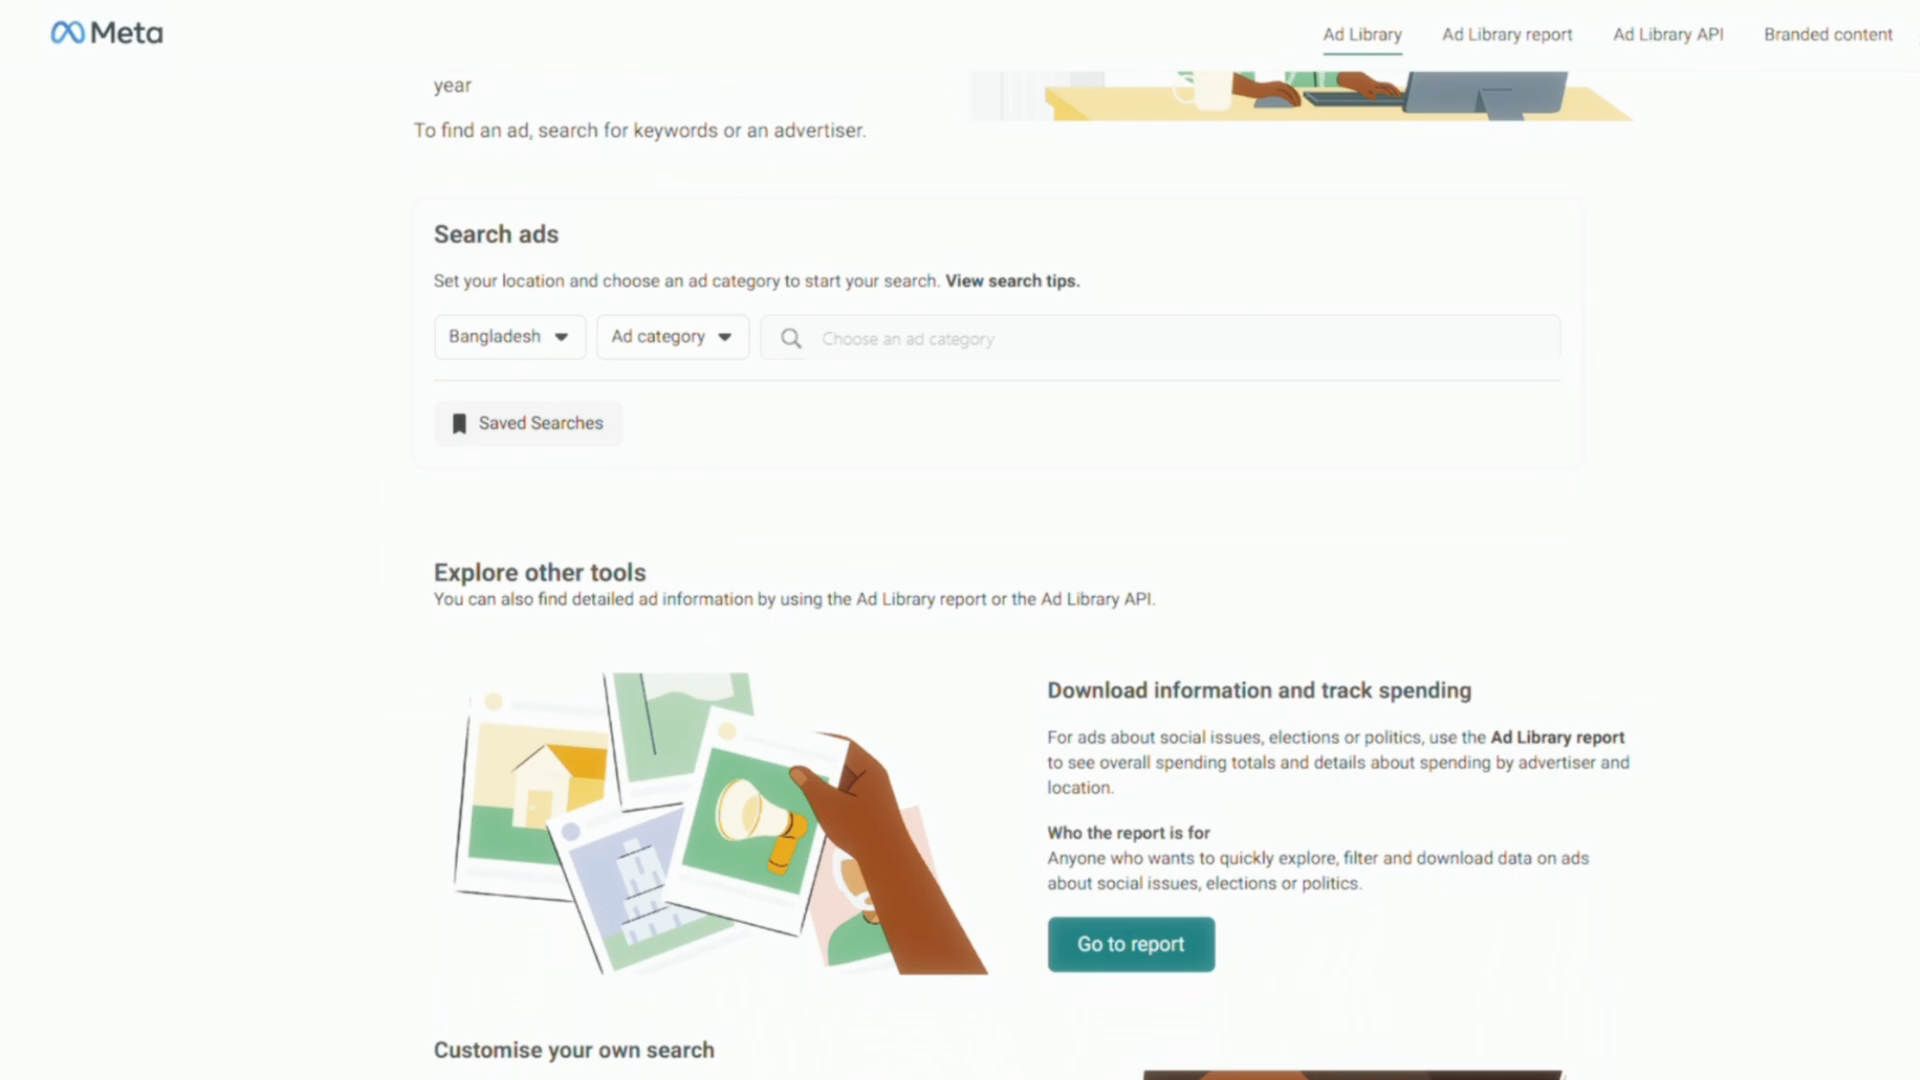 Meta
Ad Library
Ad Library report
Ad Library API
Branded content
year
To find an ad, search for keywords or an advertiser.
Search ads
Set your location and choose an ad category to start your search. View search tips.
Bangladesh
Ad category
Choose an ad category
Saved Searches
Explore other tools
You can also find detailed ad information by using the Ad Library report or the Ad Library API.
Download information and track spending
For ads about social issues, elections or politics, use the Ad Library report
to see overall spending totals and details about spending by advertiser and
location.
Who the report is for
Anyone who wants to quickly explore, filter and download data on ads
about social issues, elections or politics.
Go to report
Customise your own search